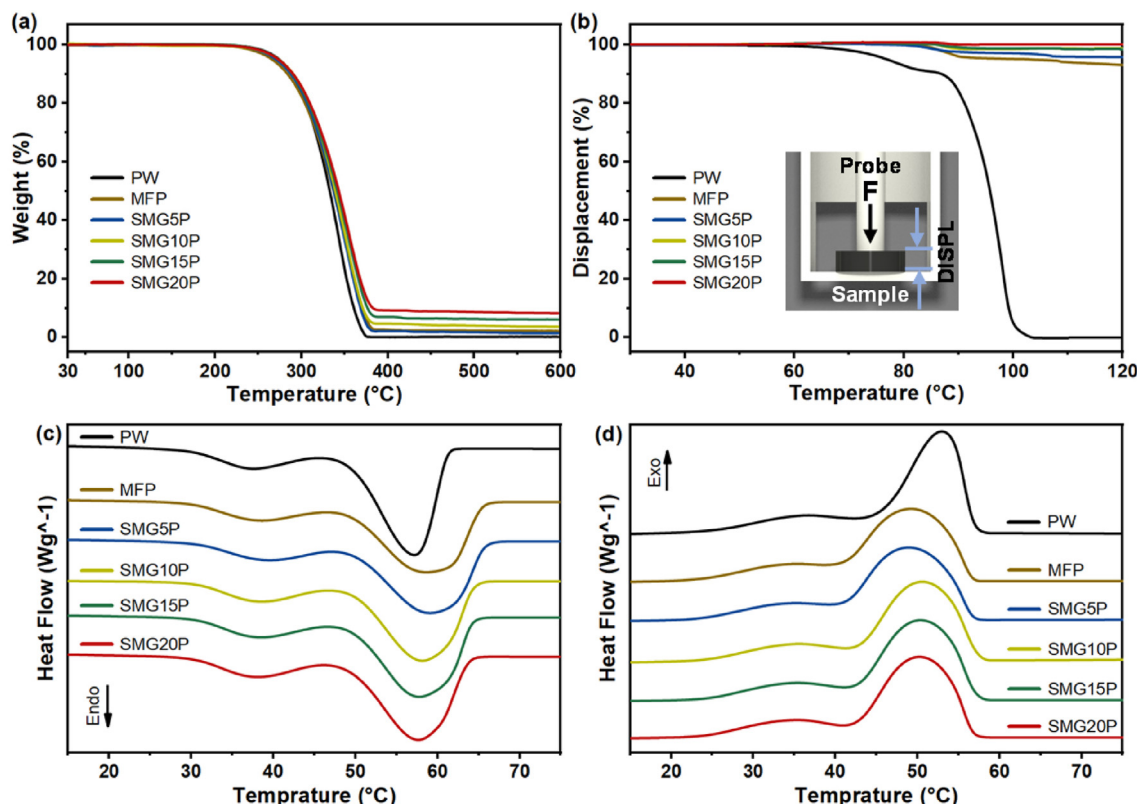 (a)
100
80
60
40
20
0
Weight (%)
PW
MFP
SMG5P
SMG10P
SMG15P
SMG20P
30 100 200 300 400 500 600
Temperature (°C)
(b)
100
80
60
40
20
0
Displacement (%)
PW
MFP
SMG5P
SMG10P
SMG15P
SMG20P
Probe
F
DISPL
Sample
40 60 80 100 120
Temperature (°C)
(c)
PW
MFP
SMG5P
SMG10P
SMG15P
SMG20P
Heat Flow (Wg^-1)
Endo
20 30 40 50 60 70
Temprature (°C)
(d)
Exo
PW
MFP
SMG5P
SMG10P
SMG15P
SMG20P
Heat Flow (Wg^-1)
20 30 40 50 60 70
Temprature (°C)